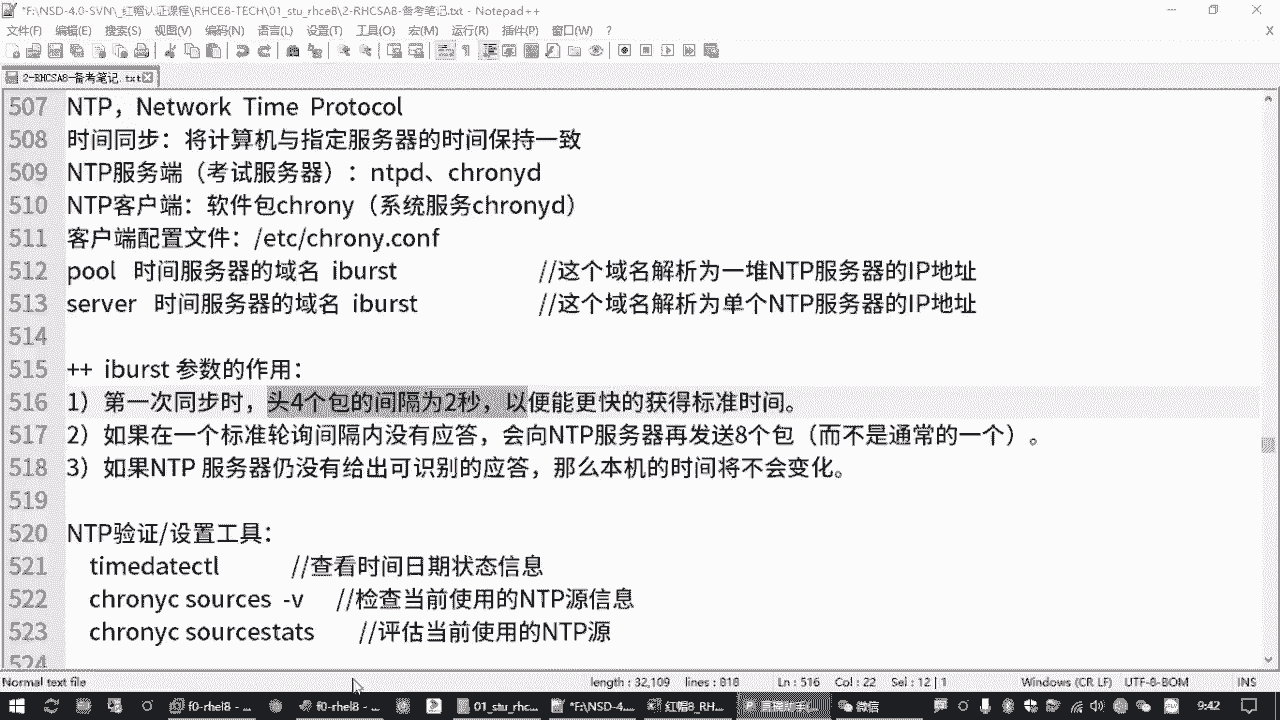 *F:\NSD-4.0-SVN\_红帽认证课程\RHCE8-TECH\01_stu_rhce8\2-RHCSA8-备考笔记.txt - Notepad++
文件(F) 编辑(E) 搜索(S) 视图(V) 编码(N) 语言(L) 设置(T) 工具(O) 宏(M) 运行(R) 插件(P) 窗口(W) ? X
2-RHCSA8-备考笔记.txt
507 NTP，Network Time Protocol
508 时间同步：将计算机与指定服务器的时间保持一致
509 NTP服务端（考试服务器）：ntpd、chronyd
510 NTP客户端：软件包chrony（系统服务chronyd）
511 客户端配置文件：/etc/chrony.conf
512 pool 时间服务器的域名 iburst //这个域名解析为一堆NTP服务器的IP地址
513 server 时间服务器的域名 iburst //这个域名解析为单个NTP服务器的IP地址
514
515 ++ iburst 参数的作用：
516 1）第一次同步时，头4个包的间隔为2秒，以便能更快的获得标准时间。
517 2）如果在一个标准轮询间隔内没有应答，会向NTP服务器再发送8个包（而不是通常的一个）。
518 3）如果NTP 服务器仍没有给出可识别的应答，那么本机的时间将不会变化。
519
520 NTP验证/设置工具：
521 timedatectl //查看时间日期状态信息
522 chronyc sources -v //检查当前使用的NTP源信息
523 chronyc sourcestats //评估当前使用的NTP源
524
Normal text file length : 32,109 lines : 818 Ln : 516 Col : 22 Sel : 12 | 1 Windows (CR LF) UTF-8-BOM INS
f0-rhel8 - ... f0-rhel8 - ... 01_stu_rhc... *F:\NSD-4.... 红帽8_RH... 微信 9:42